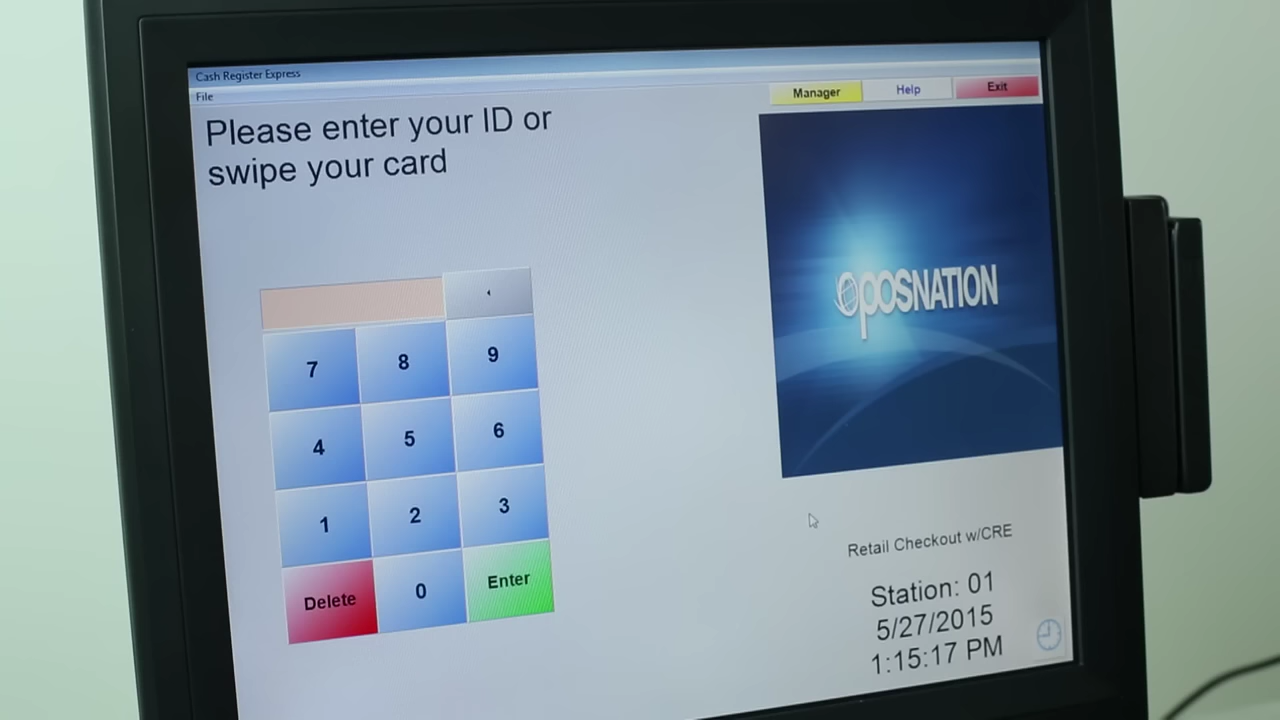 Cash Register Express
File
Manager Help Exit
Please enter your ID or
swipe your card
7 8 9
4 5 6
1 2 3
Delete 0 Enter
POSNATION
Retail Checkout w/CRE
Station: 01
5/27/2015
1:15:17 PM